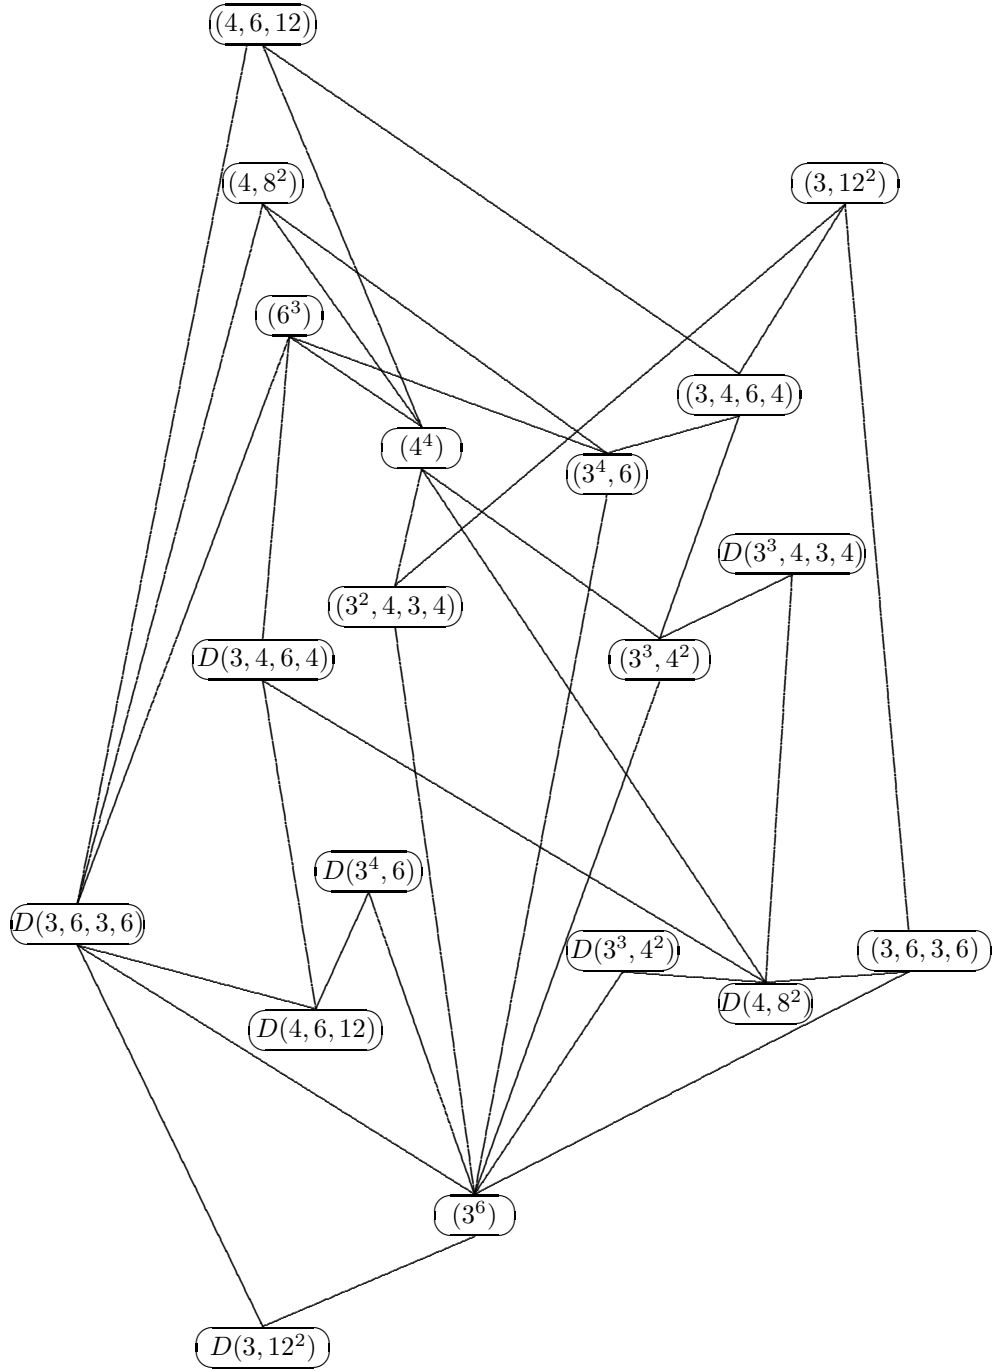 (4, 6, 12)
(4, 8²)
(3, 12²)
(6³)
(3, 4, 6, 4)
(4⁴)
(3⁴, 6)
D(3³, 4, 3, 4)
(3², 4, 3, 4)
D(3, 4, 6, 4)
(3³, 4²)
D(3⁴, 6)
D(3, 6, 3, 6)
D(3³, 4²)
(3, 6, 3, 6)
D(4, 8²)
D(4, 6, 12)
(3⁶)
D(3, 12²)